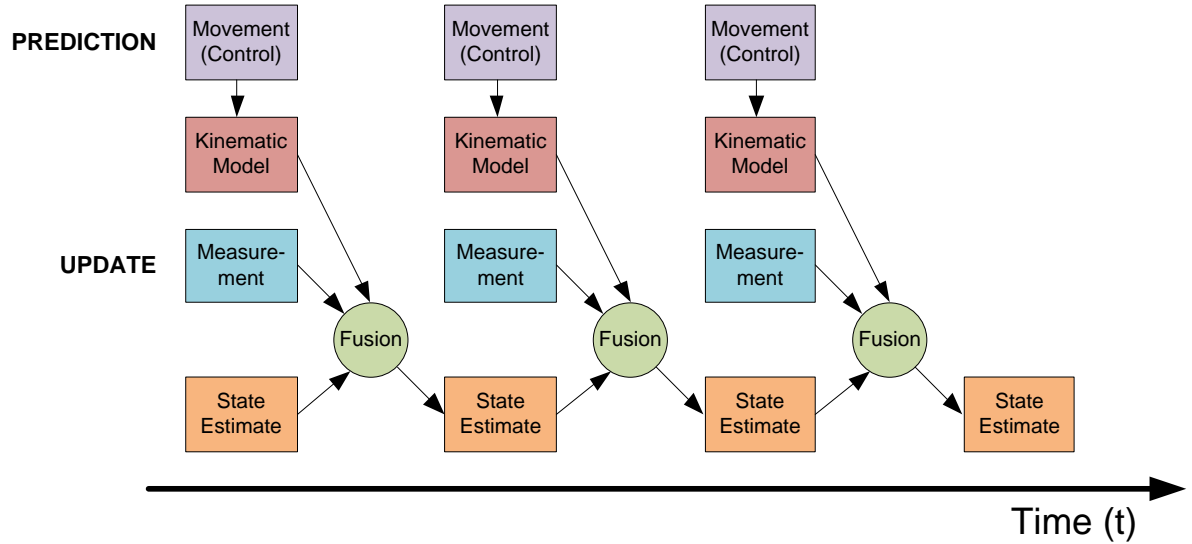 PREDICTION
Movement
(Control)
Movement
(Control)
Movement
(Control)
Kinematic
Model
Kinematic
Model
Kinematic
Model
UPDATE
Measure-
ment
Measure-
ment
Measure-
ment
Fusion
Fusion
Fusion
State
Estimate
State
Estimate
State
Estimate
State
Estimate
Time (t)